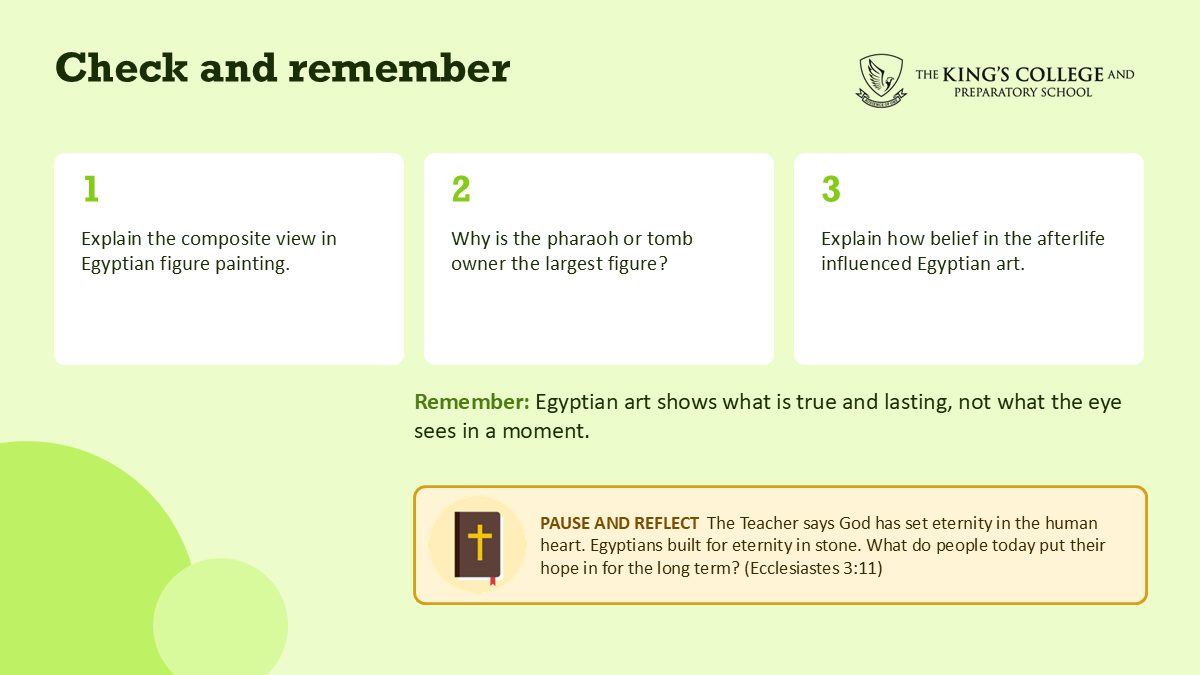 Check and remember
THE KING'S COLLEGE AND
PREPARATORY SCHOOL
1
Explain the composite view in
Egyptian figure painting.
2
Why is the pharaoh or tomb
owner the largest figure?
3
Explain how belief in the afterlife
influenced Egyptian art.
Remember: Egyptian art shows what is true and lasting, not what the eye
sees in a moment.
PAUSE AND REFLECT The Teacher says God has set eternity in the human
heart. Egyptians built for eternity in stone. What do people today put their
hope in for the long term? (Ecclesiastes 3:11)